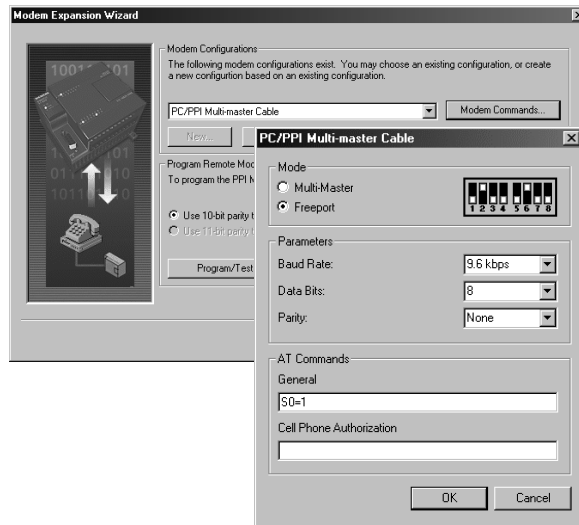 Modem Expansion Wizard
Modem Configurations
The following modem configurations exist. You may choose an existing configuration, or create
a new configurtion based on an existing configuration.
PC/PPI Multi-master Cable
Modem Commands...
New...
Program Remote Mod
To program the PPI M
Use 10-bit parity t
Use 11-bit parity t
Program/Test
PC/PPI Multi-master Cable
Mode
Multi-Master
Freeport
1 2 3 4 5 6 7 8
Parameters
Baud Rate:
9.6 kbps
Data Bits:
8
Parity:
None
AT Commands
General
S0=1
Cell Phone Authorization
OK
Cancel